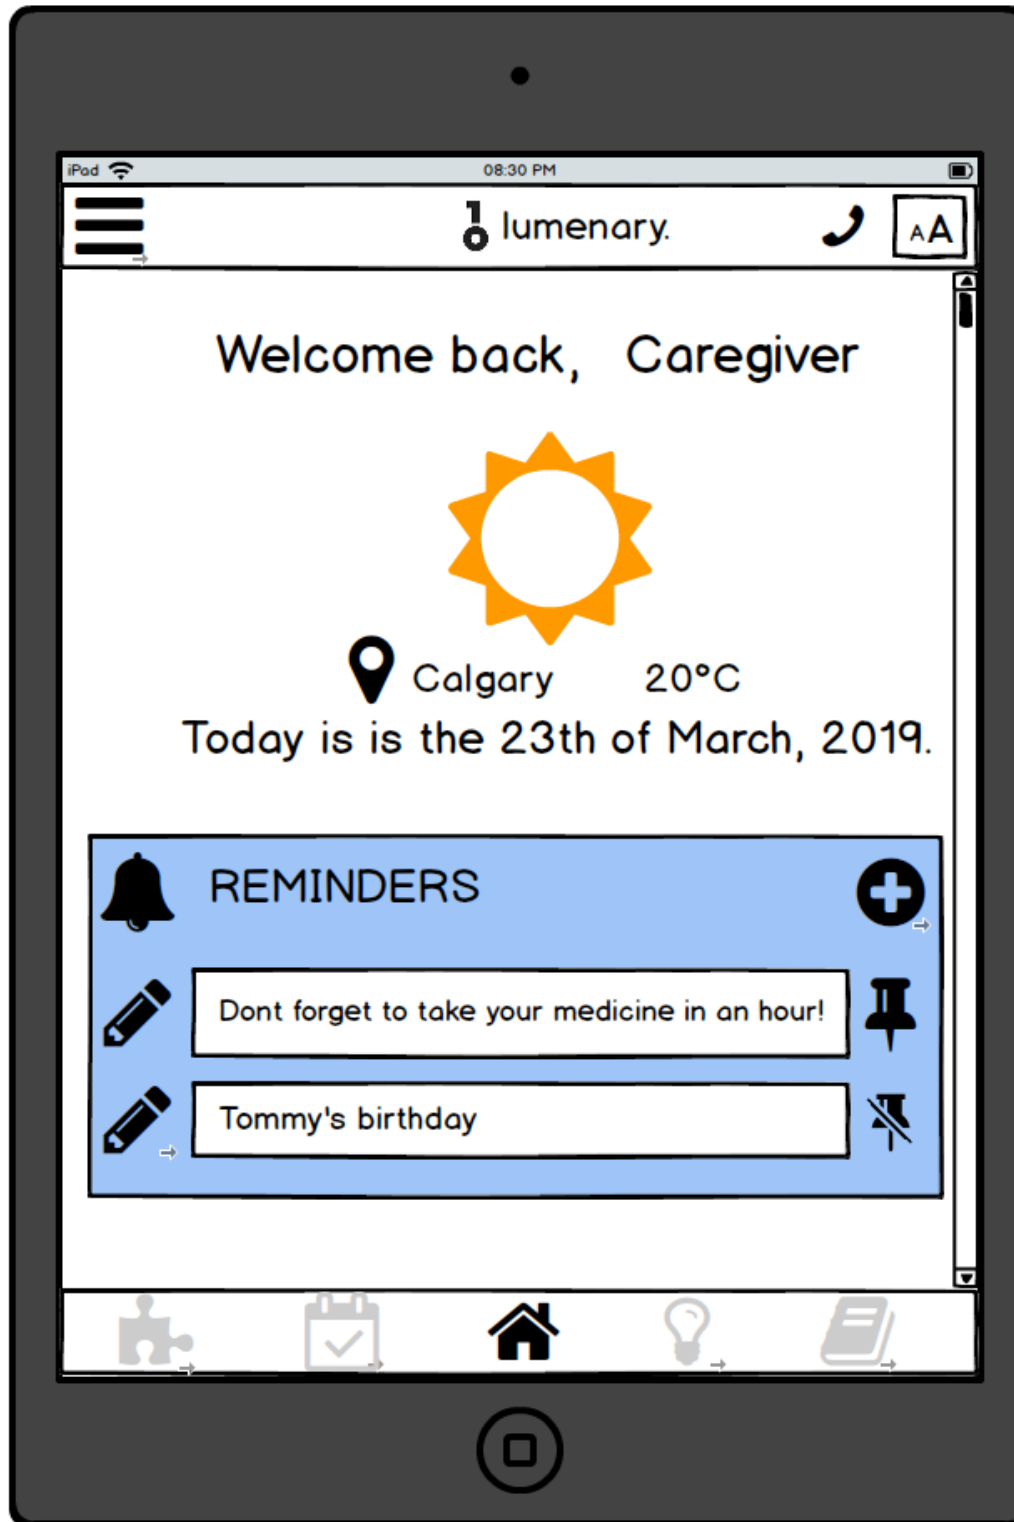 iPad 08:30 PM
lumenary. AA
Welcome back, Caregiver
Calgary 20°C
Today is is the 23th of March, 2019.
REMINDERS
Dont forget to take your medicine in an hour!
Tommy's birthday